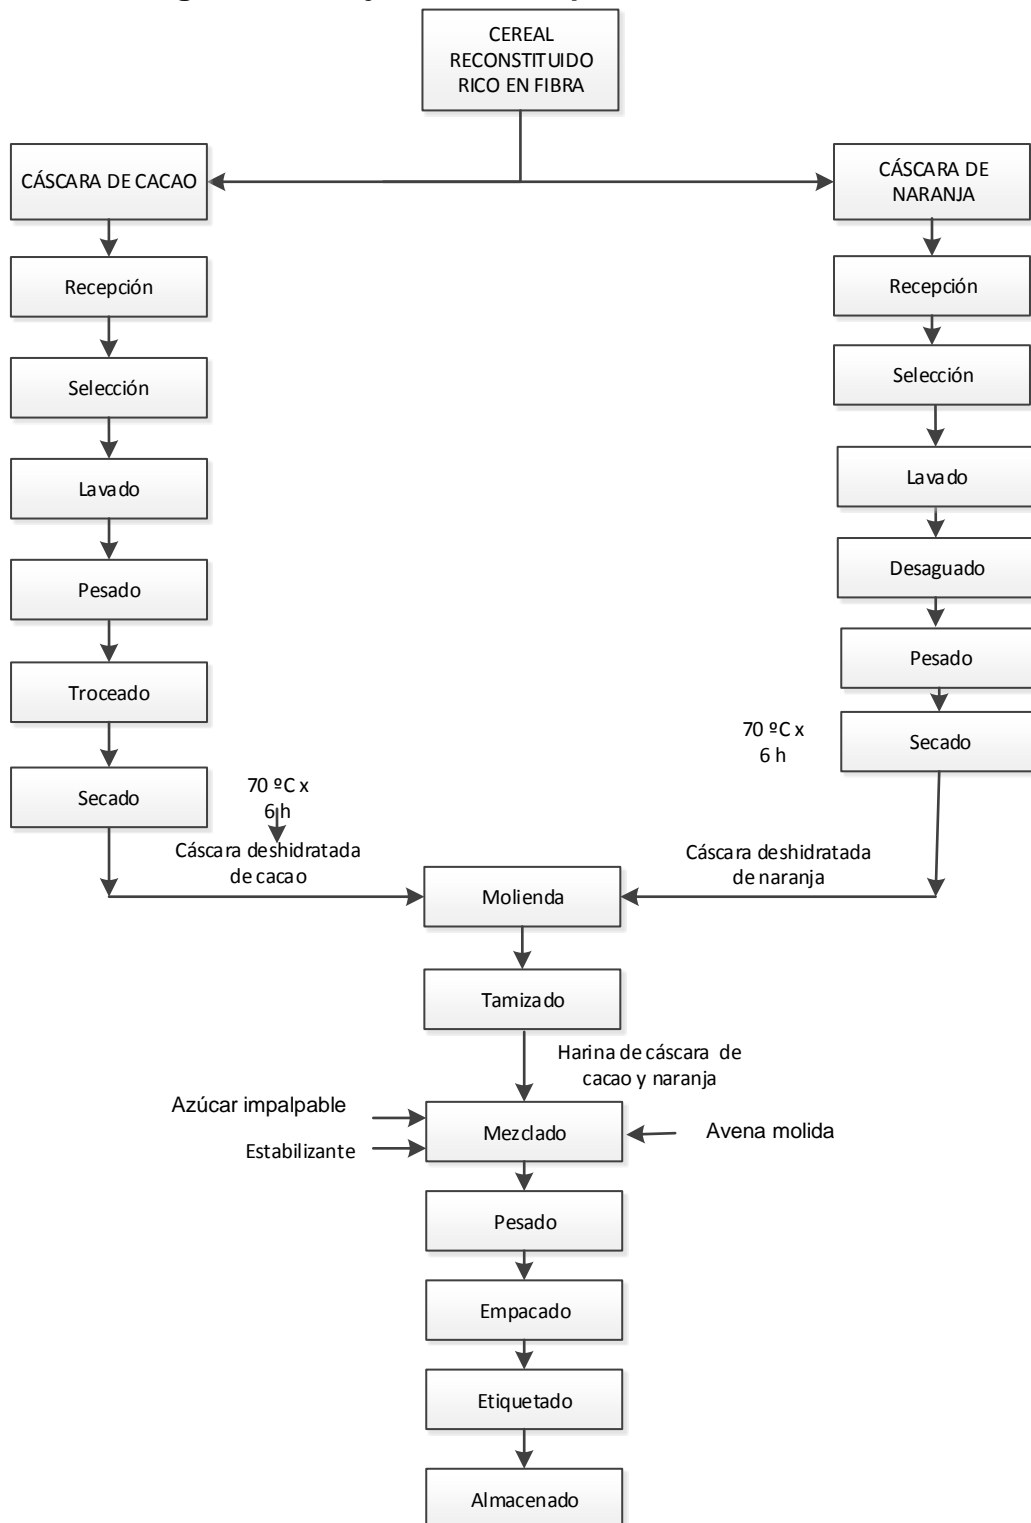 CEREAL
RECONSTITUIDO
RICO EN FIBRA
CÁSCARA DE CACAO
CÁSCARA DE
NARANJA
Recepción
Recepción
Selección
Selección
Lavado
Lavado
Pesado
Desaguado
Troceado
Pesado
Secado
70 ºC x
6 h
Secado
70 ºC x
6 h
Cáscara deshidratada
de cacao
Cáscara deshidratada
de naranja
Molienda
Tamizado
Harina de cáscara de
cacao y naranja
Azúcar impalpable
Estabilizante
Mezclado
Avena molida
Pesado
Empacado
Etiquetado
Almacenado